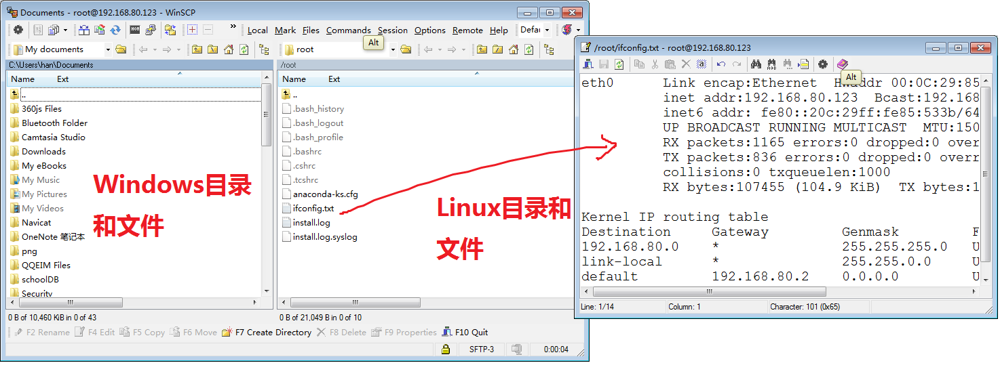 Documents - root@192.168.80.123 - WinSCP
Local Mark Files Commands Session Options Remote Help Defau
Alt
My documents
root
C:\Users\han\Documents
/root
Name Ext
Name Ext
..
360js Files
Bluetooth Folder
Camtasia Studio
Downloads
My eBooks
My Music
My Pictures
My Videos
Navicat
OneNote 笔记本
png
QQEIM Files
schoolDB
Security
Windows目录
和文件
..
.bash_history
.bash_logout
.bash_profile
.bashrc
.cshrc
.tcshrc
anaconda-ks.cfg
ifconfig.txt
install.log
install.log.syslog
Linux目录和
文件
0 B of 10,460 KiB in 0 of 43
0 B of 21,049 B in 0 of 10
F2 Rename F4 Edit F5 Copy F6 Move F7 Create Directory F8 Delete F9 Properties F10 Quit
SFTP-3 0:00:04
/root/ifconfig.txt - root@192.168.80.123
Alt
eth0 Link encap:Ethernet HWaddr 00:0C:29:85
inet addr:192.168.80.123 Bcast:192.168
inet6 addr: fe80::20c:29ff:fe85:533b/64
UP BROADCAST RUNNING MULTICAST MTU:150
RX packets:1165 errors:0 dropped:0 over
TX packets:836 errors:0 dropped:0 overr
collisions:0 txqueuelen:1000
RX bytes:107455 (104.9 KiB) TX bytes:1
Kernel IP routing table
Destination Gateway Genmask F
192.168.80.0 * 255.255.255.0 U
link-local * 255.255.0.0 U
default 192.168.80.2 0.0.0.0 U
Line: 1/14 Column: 1 Character: 101 (0x65)